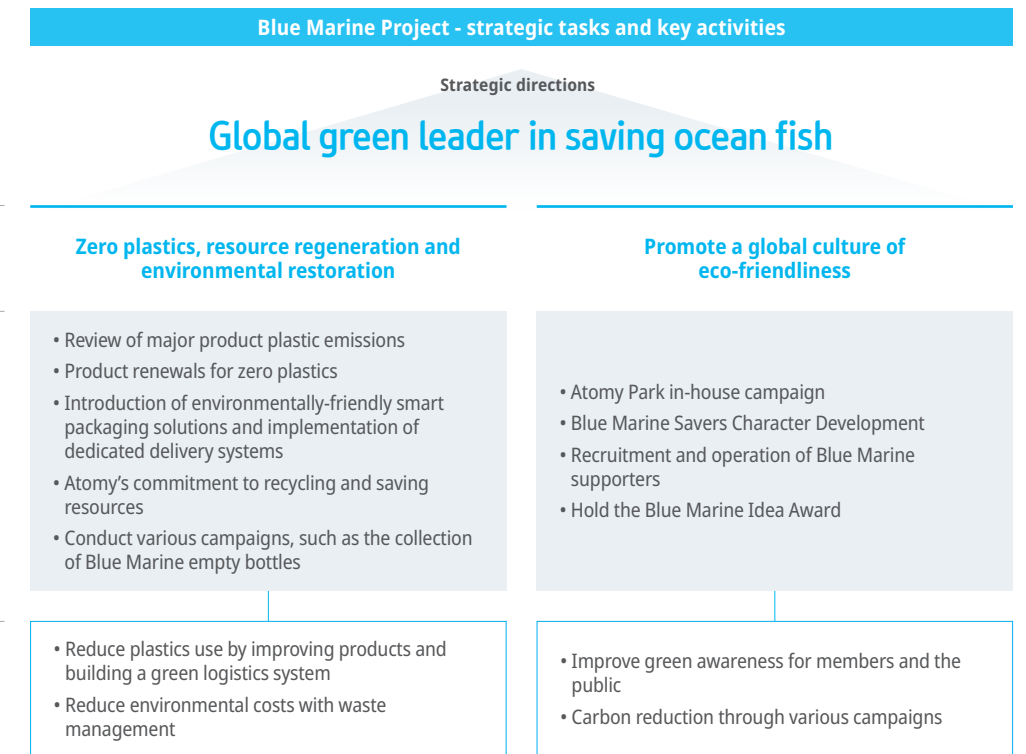 Blue Marine Project - strategic tasks and key activities
Strategic directions
Global green leader in saving ocean fish
Zero plastics, resource regeneration and
environmental restoration
• Review of major product plastic emissions
• Product renewals for zero plastics
• Introduction of environmentally-friendly smart
packaging solutions and implementation of
dedicated delivery systems
• Atomy's commitment to recycling and saving
resources
• Conduct various campaigns, such as the collection
of Blue Marine empty bottles
• Reduce plastics use by improving products and
building a green logistics system
• Reduce environmental costs with waste
management
Promote a global culture of
eco-friendliness
• Atomy Park in-house campaign
• Blue Marine Savers Character Development
• Recruitment and operation of Blue Marine
supporters
• Hold the Blue Marine Idea Award
• Improve green awareness for members and the
public
• Carbon reduction through various campaigns